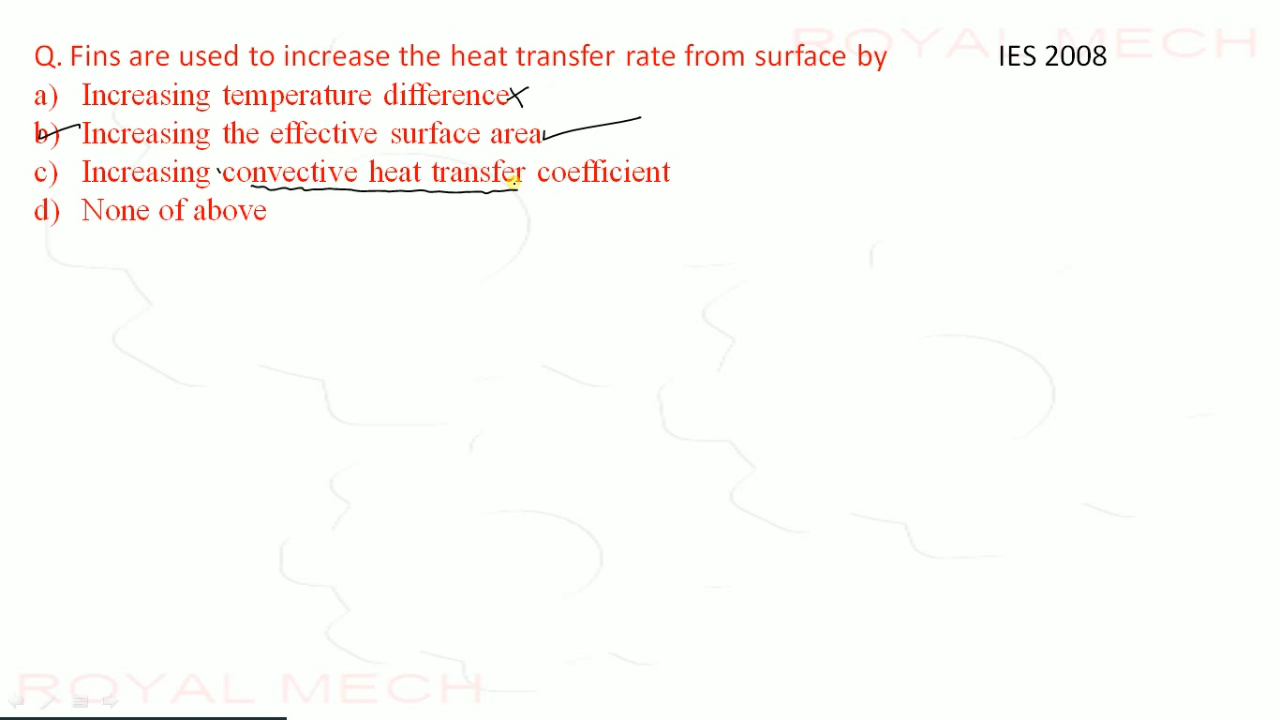 ROYAL MECH
Q. Fins are used to increase the heat transfer rate from surface by IES 2008
a) Increasing temperature difference
b) Increasing the effective surface area
c) Increasing convective heat transfer coefficient
d) None of above
ROYAL MECH